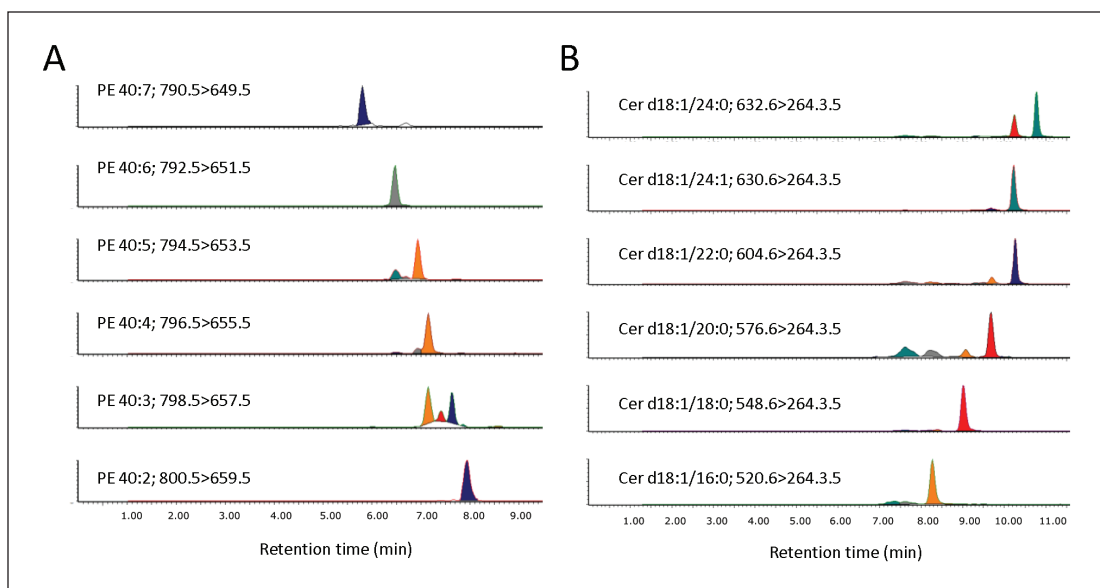 A
PE 40:7; 790.5>649.5
PE 40:6; 792.5>651.5
PE 40:5; 794.5>653.5
PE 40:4; 796.5>655.5
PE 40:3; 798.5>657.5
PE 40:2; 800.5>659.5
1.00 2.00 3.00 4.00 5.00 6.00 7.00 8.00 9.00
Retention time (min)
B
Cer d18:1/24:0; 632.6>264.3.5
Cer d18:1/24:1; 630.6>264.3.5
Cer d18:1/22:0; 604.6>264.3.5
Cer d18:1/20:0; 576.6>264.3.5
Cer d18:1/18:0; 548.6>264.3.5
Cer d18:1/16:0; 520.6>264.3.5
1.00 2.00 3.00 4.00 5.00 6.00 7.00 8.00 9.00 10.00 11.00
Retention time (min)